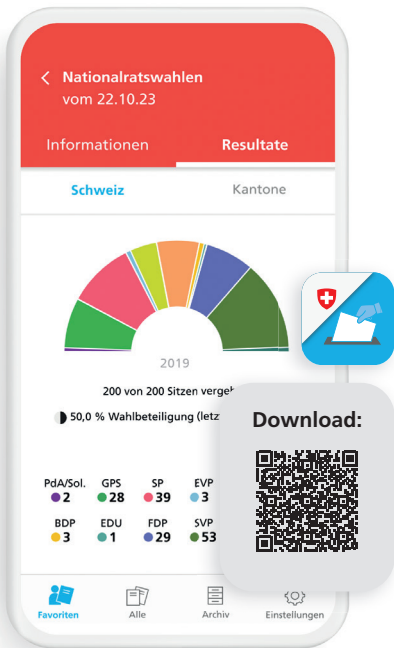 Nationalratswahlen
vom 22.10.23
Informationen Resultate
Schweiz Kantone
2019
200 von 200 Sitzen
50,0 % Wahlbeteiligung
Download:
PdA/Sol. GPS SP EVP
2 28 39 3
BDP EDU FDP SVP
3 1 29 53
Favoriten Alle Archiv Einstellungen